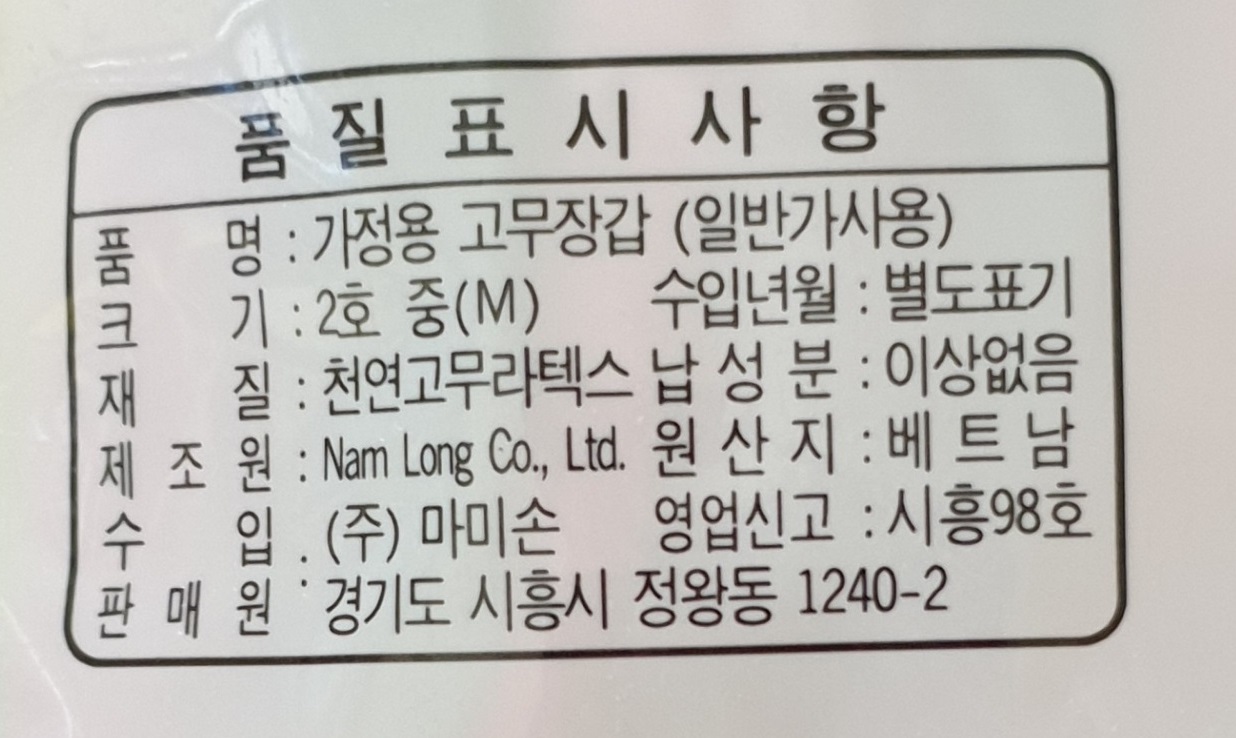 품질표시사항
품 명 : 가정용 고무장갑 (일반가사용)
크 기 : 2호 중(M) 수입년월 : 별도표기
재 질 : 천연고무라텍스 납 성 분 : 이상없음
제 조 원 : Nam Long Co., Ltd. 원 산 지 : 베 트 남
수 입 : (주) 마미손 영업신고 : 시흥98호
판 매 원 경기도 시흥시 정왕동 1240-2